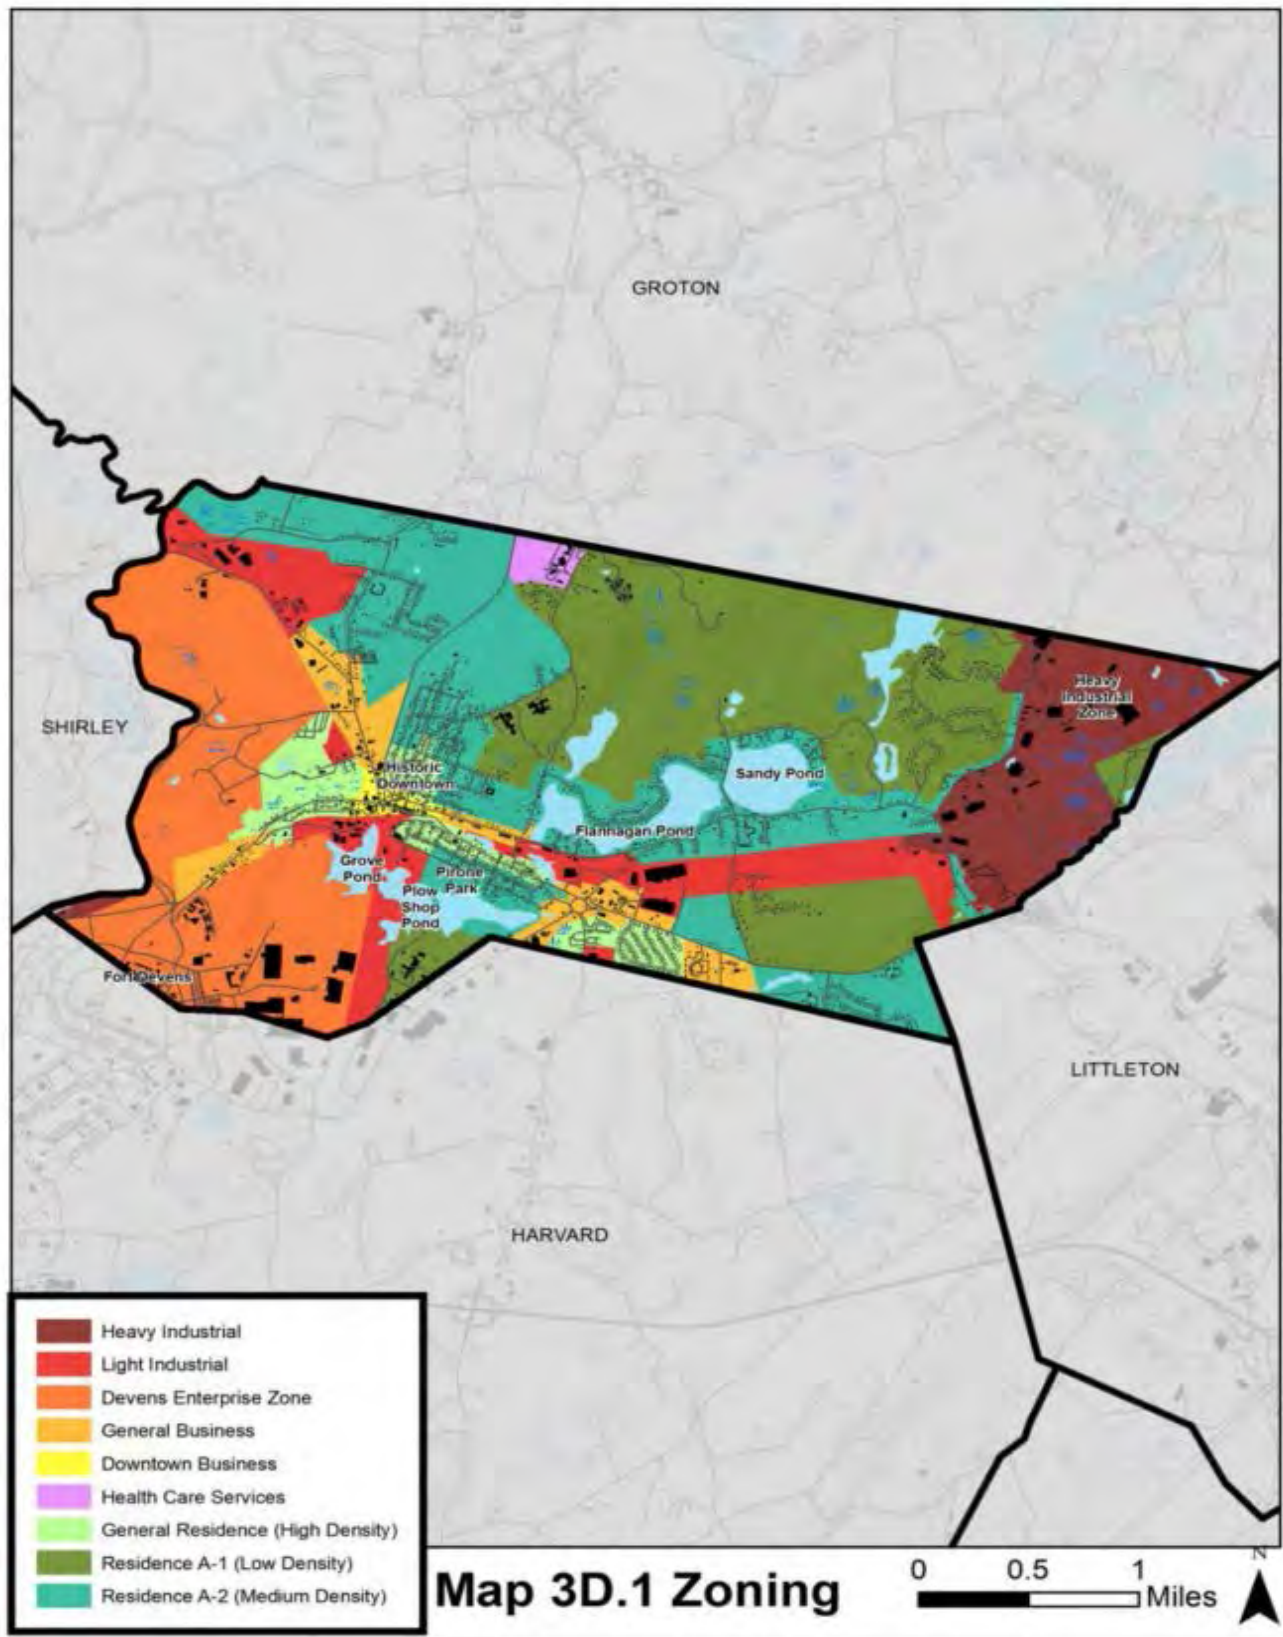 GROTON
Heavy
Industrial
Zone
SHIRLEY
Historic
Downtown
Sandy Pond
Flannagan Pond
Grove
Pond
Pirone
Park
Plow
Shop
Pond
Fort Devens
LITTLETON
HARVARD
Heavy Industrial
Light Industrial
Devens Enterprise Zone
General Business
Downtown Business
Health Care Services
General Residence (High Density)
Residence A-1 (Low Density)
Residence A-2 (Medium Density)
Map 3D.1 Zoning
0 0.5 1
Miles
Z